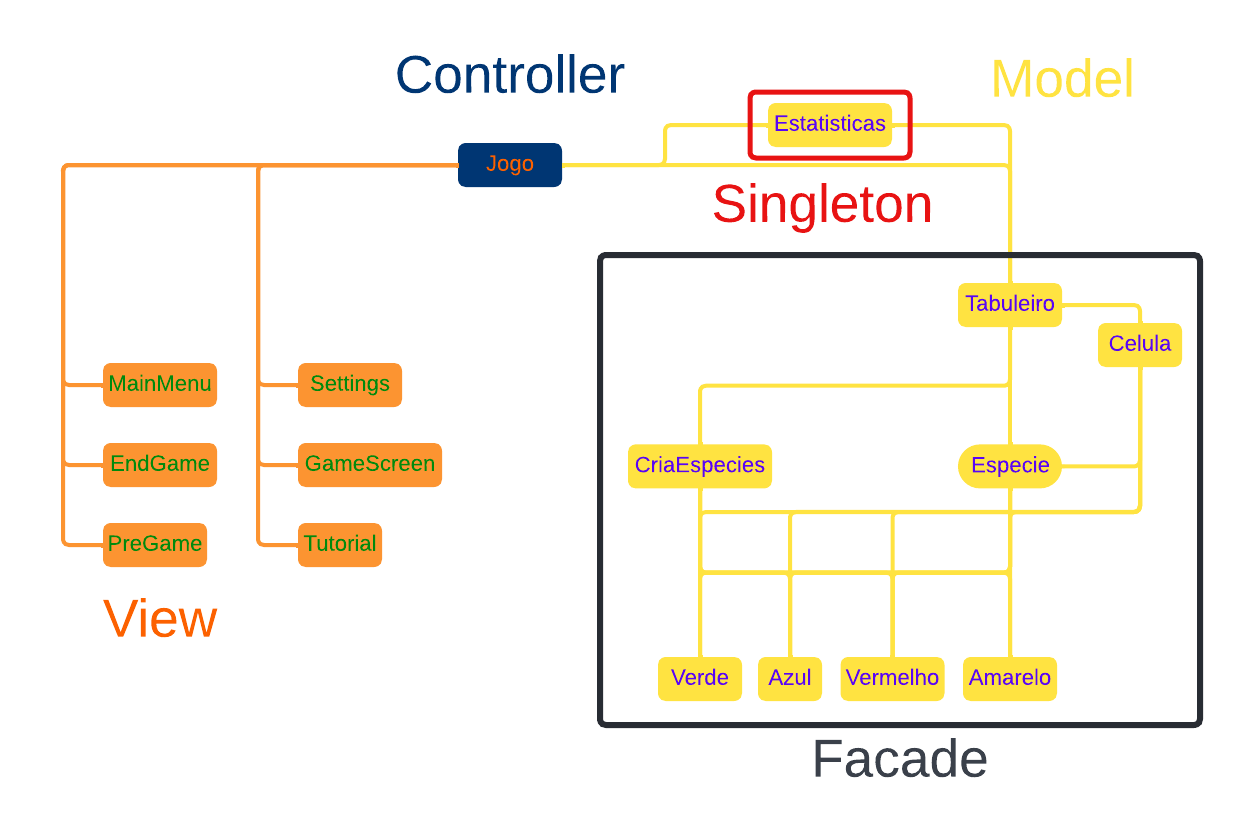 Controller
Model
Estatisticas
Jogo
Singleton
Tabuleiro
Celula
MainMenu
Settings
EndGame
GameScreen
CriaEspecies
Especie
PreGame
Tutorial
View
Verde
Azul
Vermelho
Amarelo
Facade